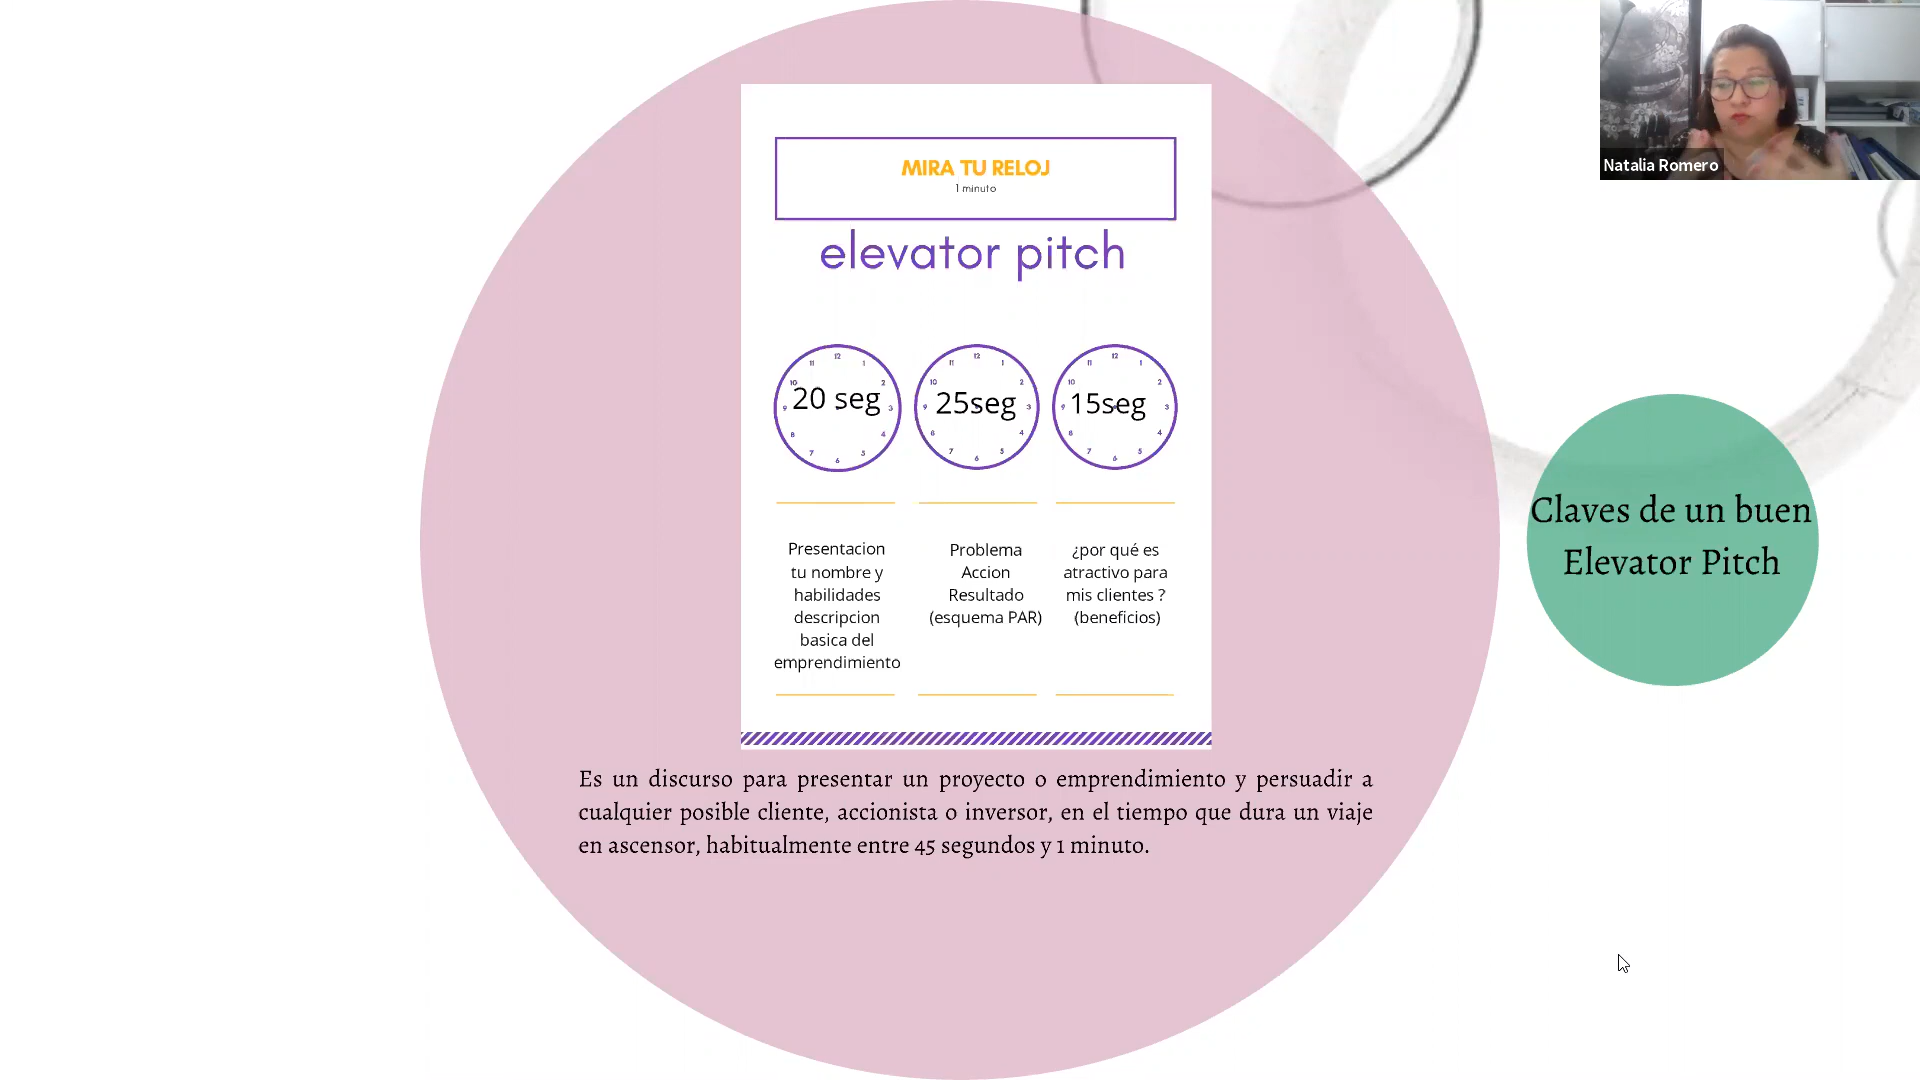 MIRA TU RELOJ
1 minuto
elevator pitch
20 seg
25seg
15seg
Presentacion
tu nombre y
habilidades
descripcion
basica del
emprendimiento
Problema
Accion
Resultado
(esquema PAR)
¿por qué es
atractivo para
mis clientes ?
(beneficios)
Es un discurso para presentar un proyecto o emprendimiento y persuadir a
cualquier posible cliente, accionista o inversor, en el tiempo que dura un viaje
en ascensor, habitualmente entre 45 segundos y 1 minuto.
Claves de un buen
Elevator Pitch
Natalia Romero